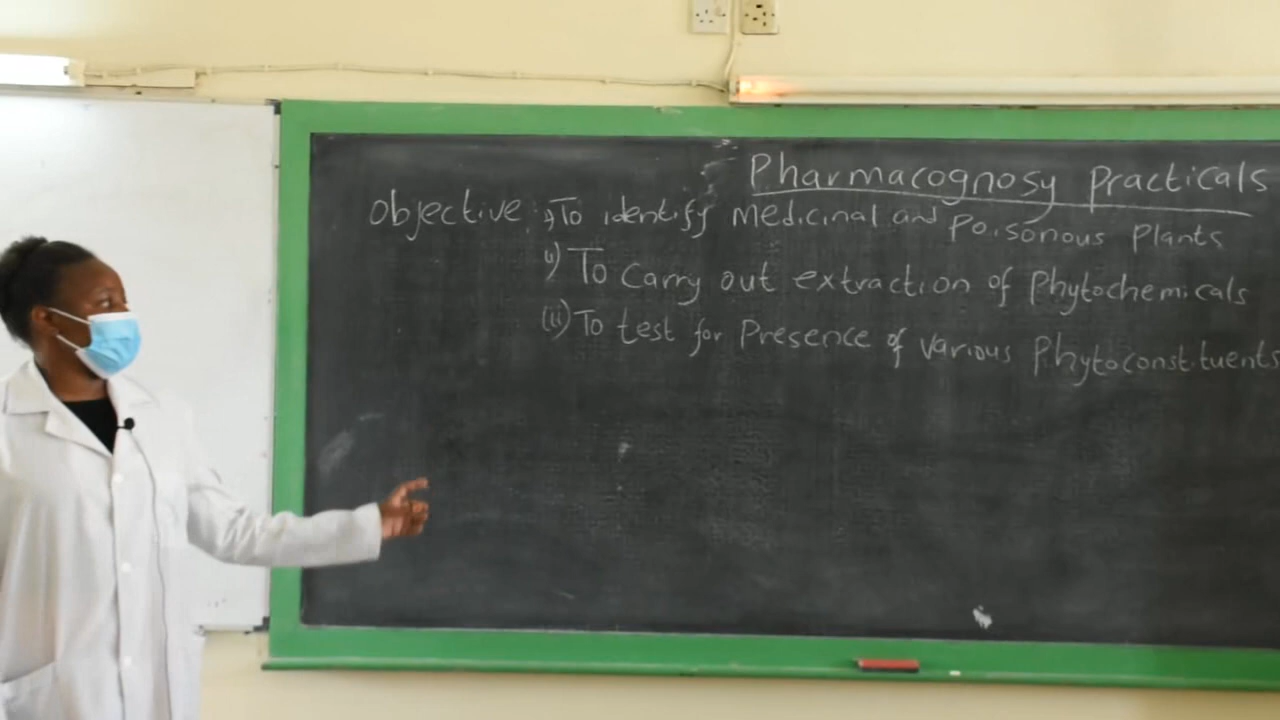 Pharmacognosy Practicals
Objective: i) To identify Medicinal and Poisonous Plants
ii) To Carry out extraction of Phytochemicals
(iii) To test for Presence of Various Phytoconstituents